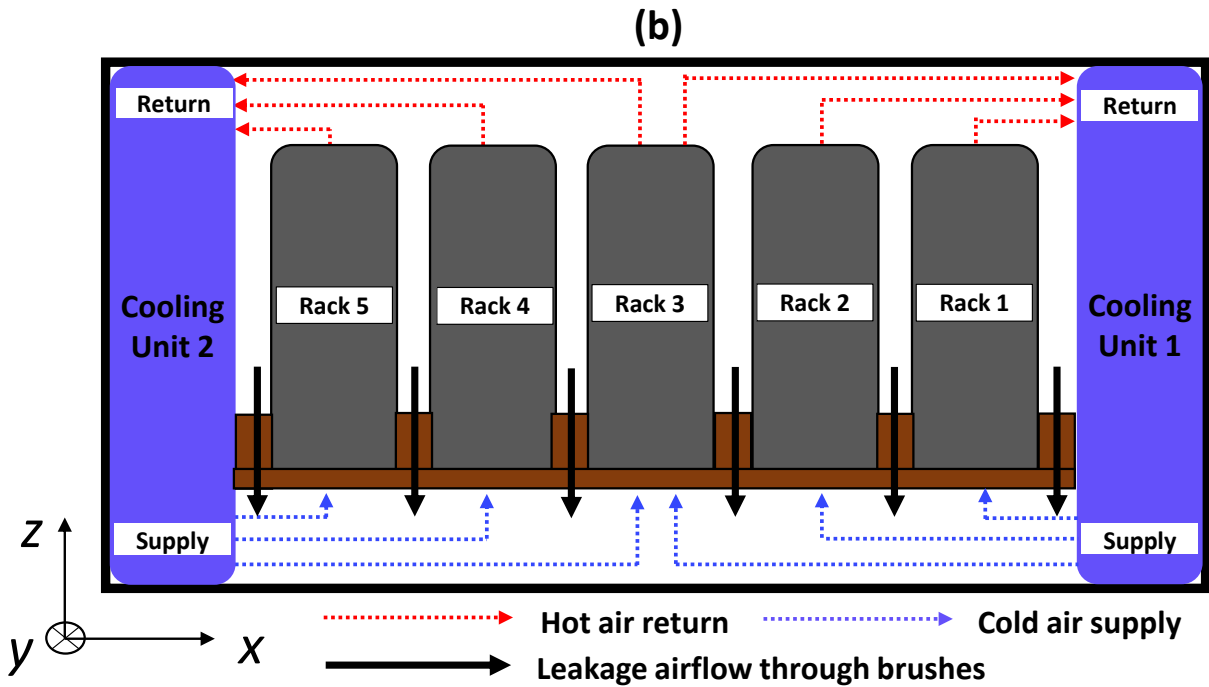 (b)
Return
Return
Rack 5
Rack 4
Rack 3
Rack 2
Rack 1
Cooling
Unit 2
Cooling
Unit 1
Supply
Supply
z
y
x
Hot air return
Cold air supply
Leakage airflow through brushes